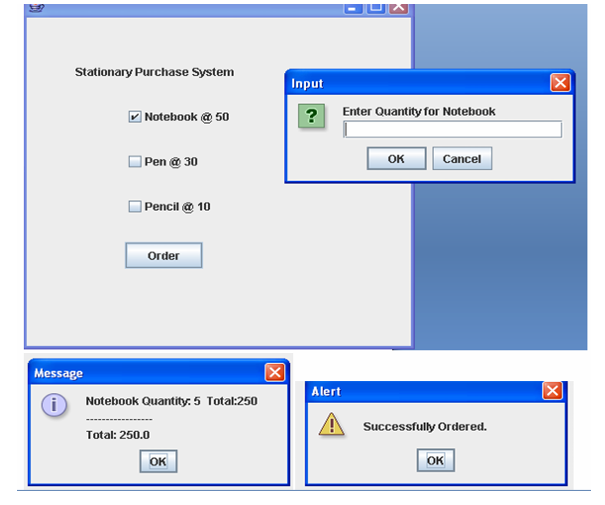 Stationary Purchase System
Notebook @ 50
Pen @ 30
Pencil @ 10
Order
Input
?
Enter Quantity for Notebook
OK Cancel
Message
i
Notebook Quantity: 5 Total:250
-----------------
Total: 250.0
OK
Alert
!
Successfully Ordered.
OK